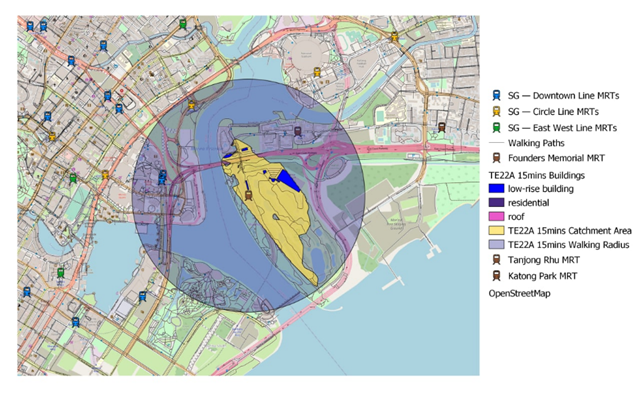 SG — Downtown Line MRTs
SG — Circle Line MRTs
SG — East West Line MRTs
Walking Paths
Founders Memorial MRT
TE22A 15mins Buildings
low-rise building
residential
roof
TE22A 15mins Catchment Area
TE22A 15mins Walking Radius
Tanjong Rhu MRT
Katong Park MRT
OpenStreetMap